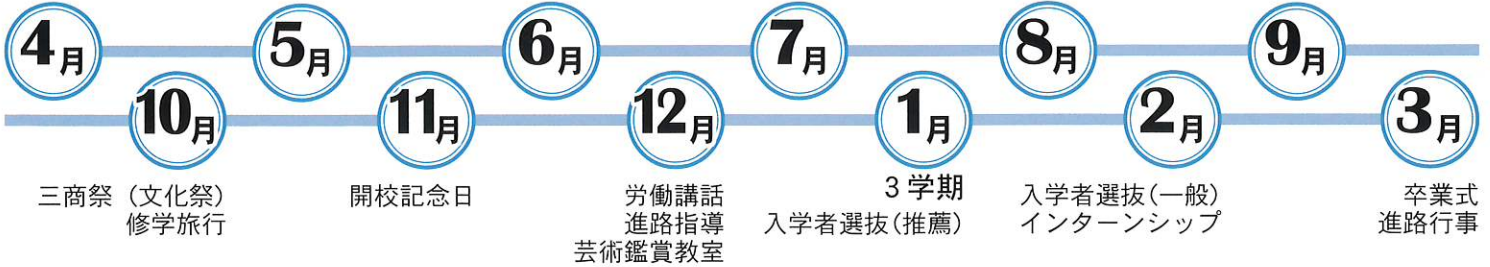 4月
5月
6月
7月
8月
9月
10月
11月
12月
1月
2月
3月
三商祭（文化祭）
修学旅行
開校記念日
労働講話
進路指導
芸術鑑賞教室
3学期
入学者選抜（推薦）
入学者選抜（一般）
インターンシップ
卒業式
進路行事